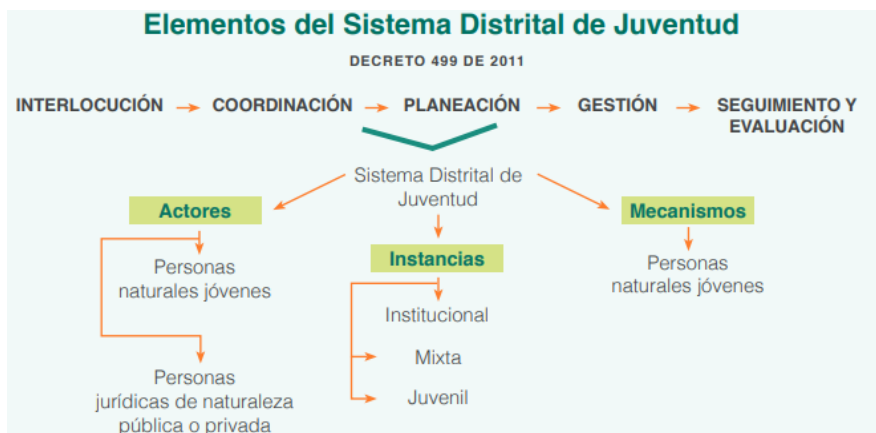 Elementos del Sistema Distrital de Juventud
DECRETO 499 DE 2011
INTERLOCUCIÓN COORDINACIÓN PLANEACIÓN GESTIÓN SEGUIMIENTO Y
EVALUACIÓN
Sistema Distrital de
Juventud
Actores
Personas
naturales jóvenes
Personas
jurídicas de naturaleza
pública o privada
Instancias
Institucional
Mixta
Juvenil
Mecanismos
Personas
naturales jóvenes